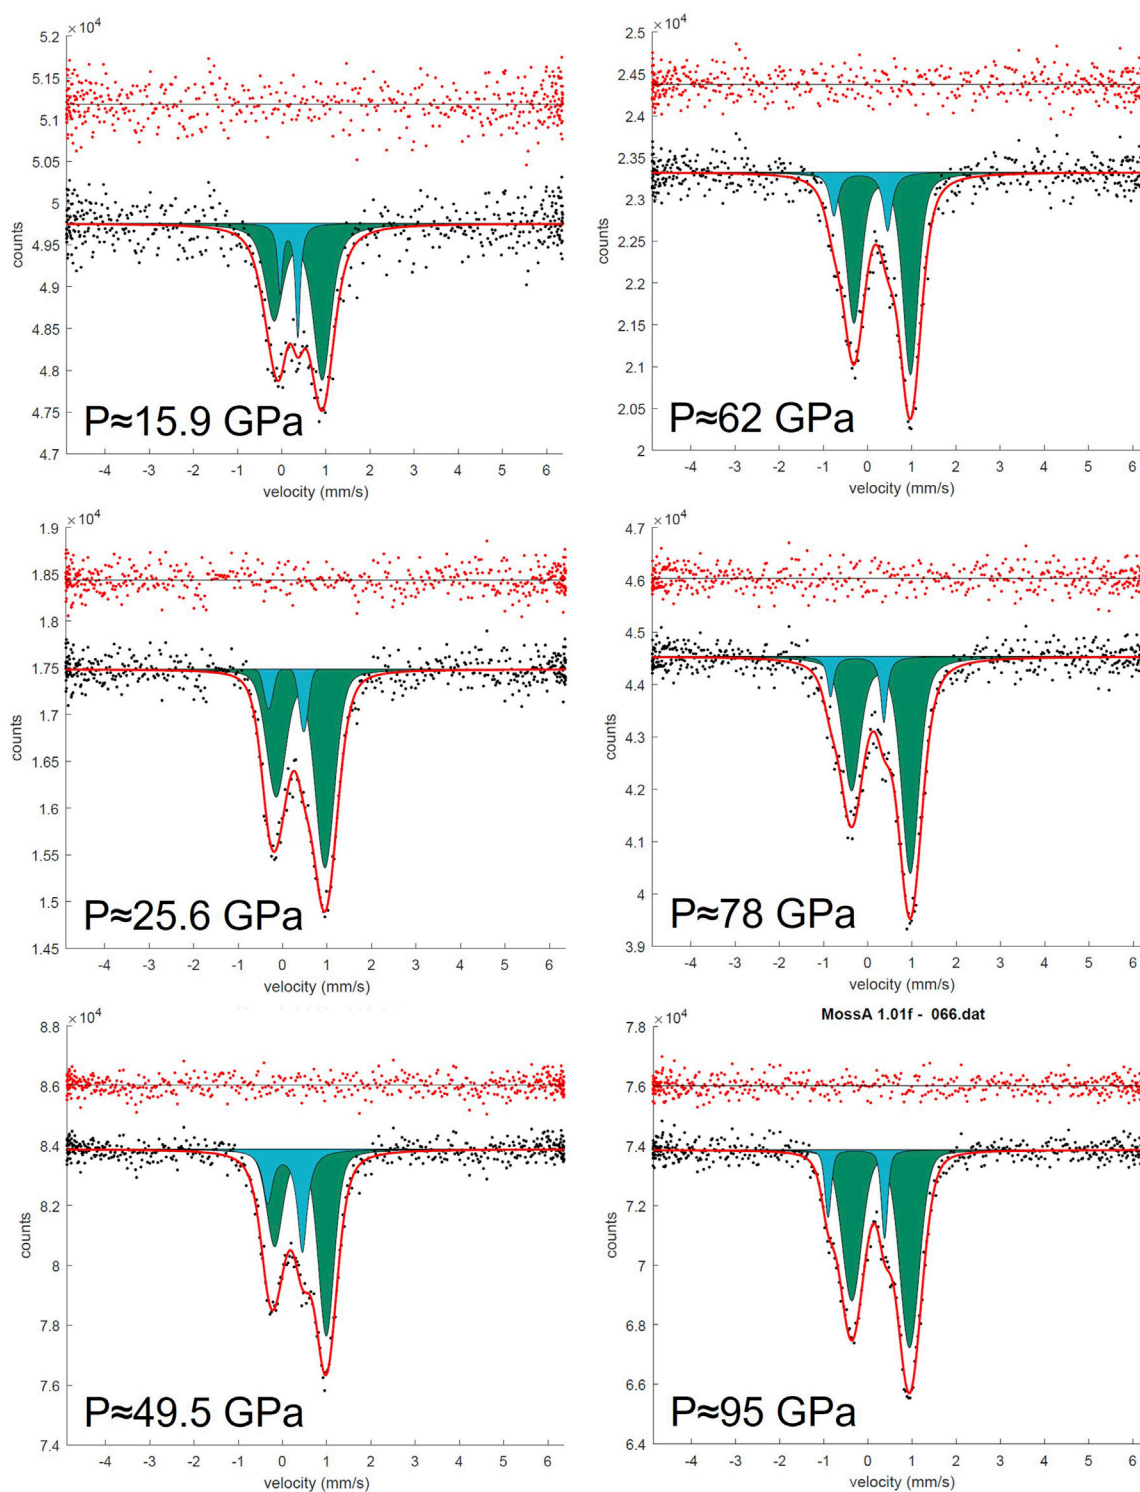 ×10⁴
5.2
5.15
5.1
5.05
5
4.95
4.9
4.85
4.8
4.75
4.7
counts
P≈15.9 GPa
-4 -3 -2 -1 0 1 2 3 4 5 6
velocity (mm/s)
×10⁴
2.5
2.45
2.4
2.35
2.3
2.25
2.2
2.15
2.1
2.05
2
counts
P≈62 GPa
-4 -3 -2 -1 0 1 2 3 4 5 6
velocity (mm/s)
×10⁴
1.9
1.85
1.8
1.75
1.7
1.65
1.6
1.55
1.5
1.45
counts
P≈25.6 GPa
-4 -3 -2 -1 0 1 2 3 4 5 6
velocity (mm/s)
×10⁴
4.7
4.6
4.5
4.4
4.3
4.2
4.1
4
3.9
counts
P≈78 GPa
-4 -3 -2 -1 0 1 2 3 4 5 6
velocity (mm/s)
×10⁴
8.8
8.6
8.4
8.2
8
7.8
7.6
7.4
counts
P≈49.5 GPa
-4 -3 -2 -1 0 1 2 3 4 5 6
velocity (mm/s)
MossA 1.01f - 066.dat
×10⁴
7.8
7.6
7.4
7.2
7
6.8
6.6
6.4
counts
P≈95 GPa
-4 -3 -2 -1 0 1 2 3 4 5 6
velocity (mm/s)